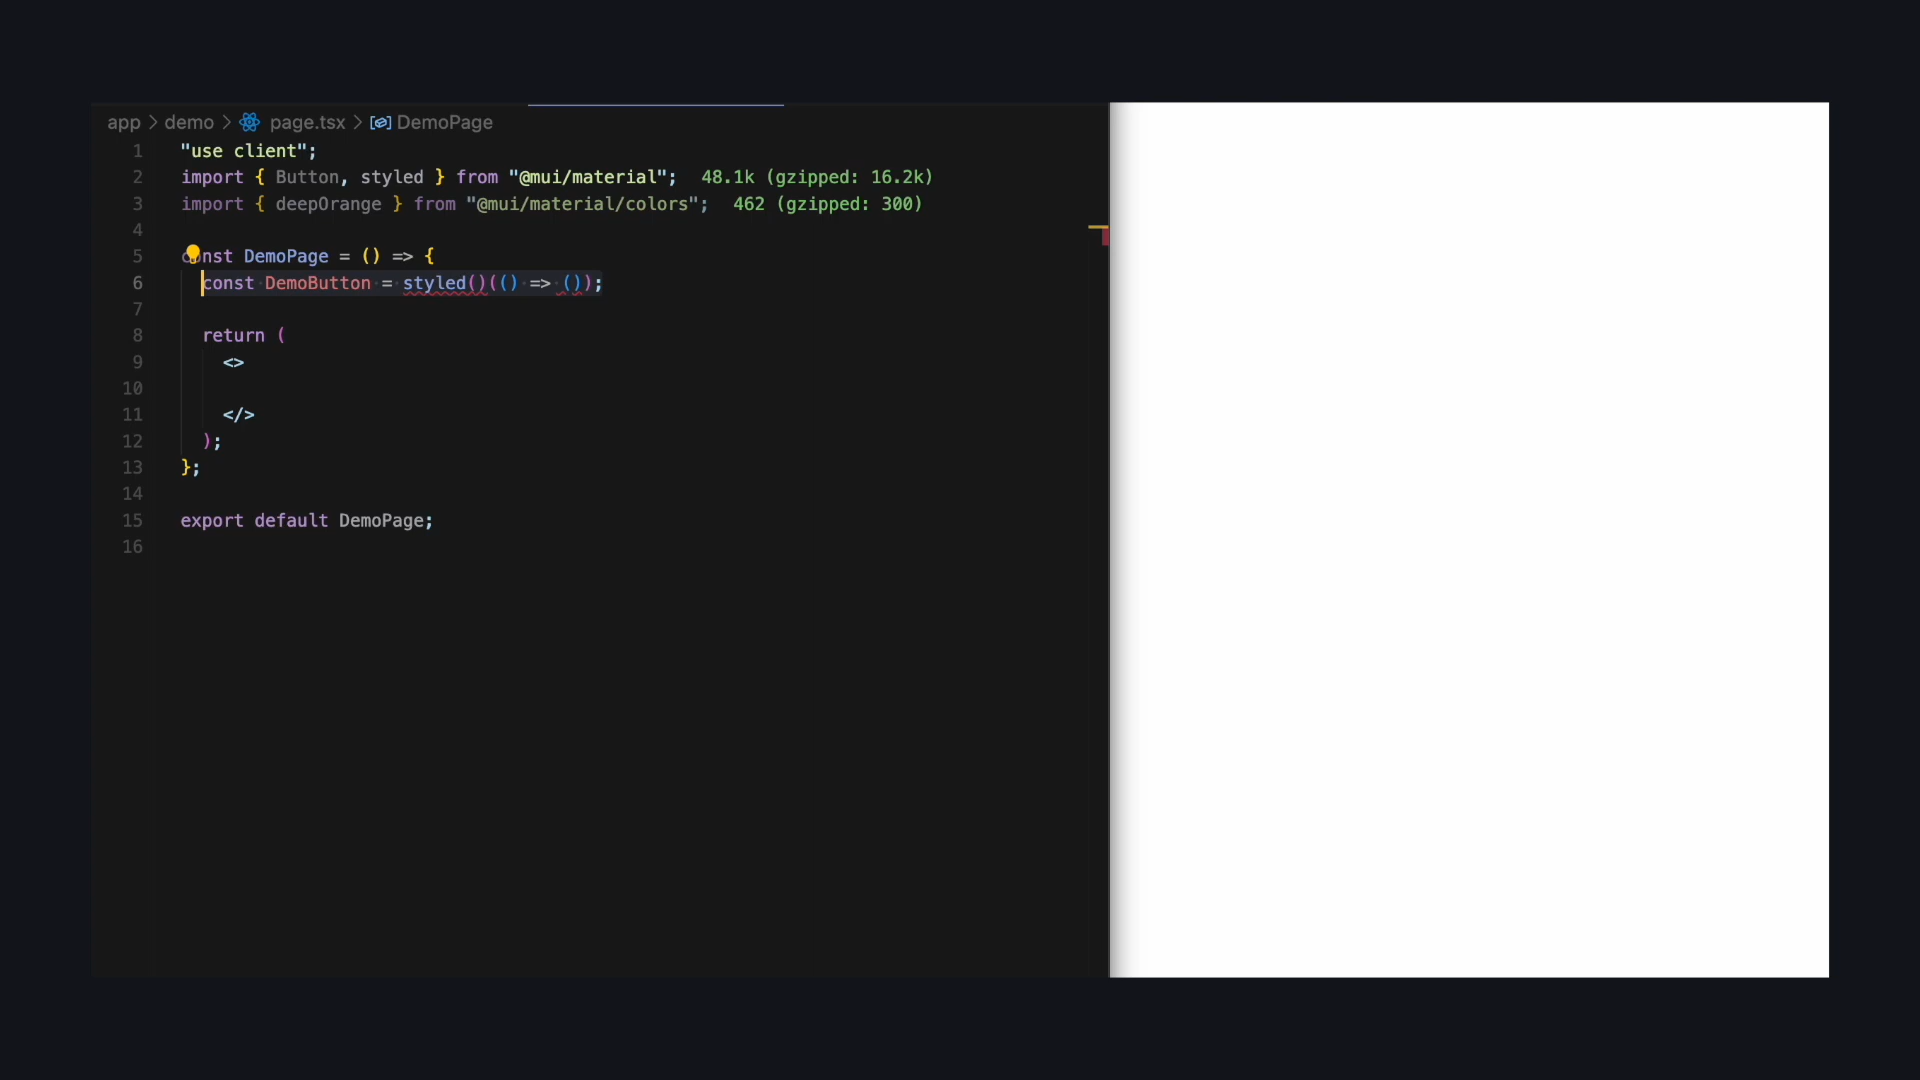 app > demo > page.tsx > DemoPage
1 "use client";
2 import { Button, styled } from "@mui/material"; 48.1k (gzipped: 16.2k)
3 import { deepOrange } from "@mui/material/colors"; 462 (gzipped: 300)
4
5 const DemoPage = () => {
6 const DemoButton = styled()(() => ());
7
8 return (
9 <>
10
11 </>
12 );
13 };
14
15 export default DemoPage;
16